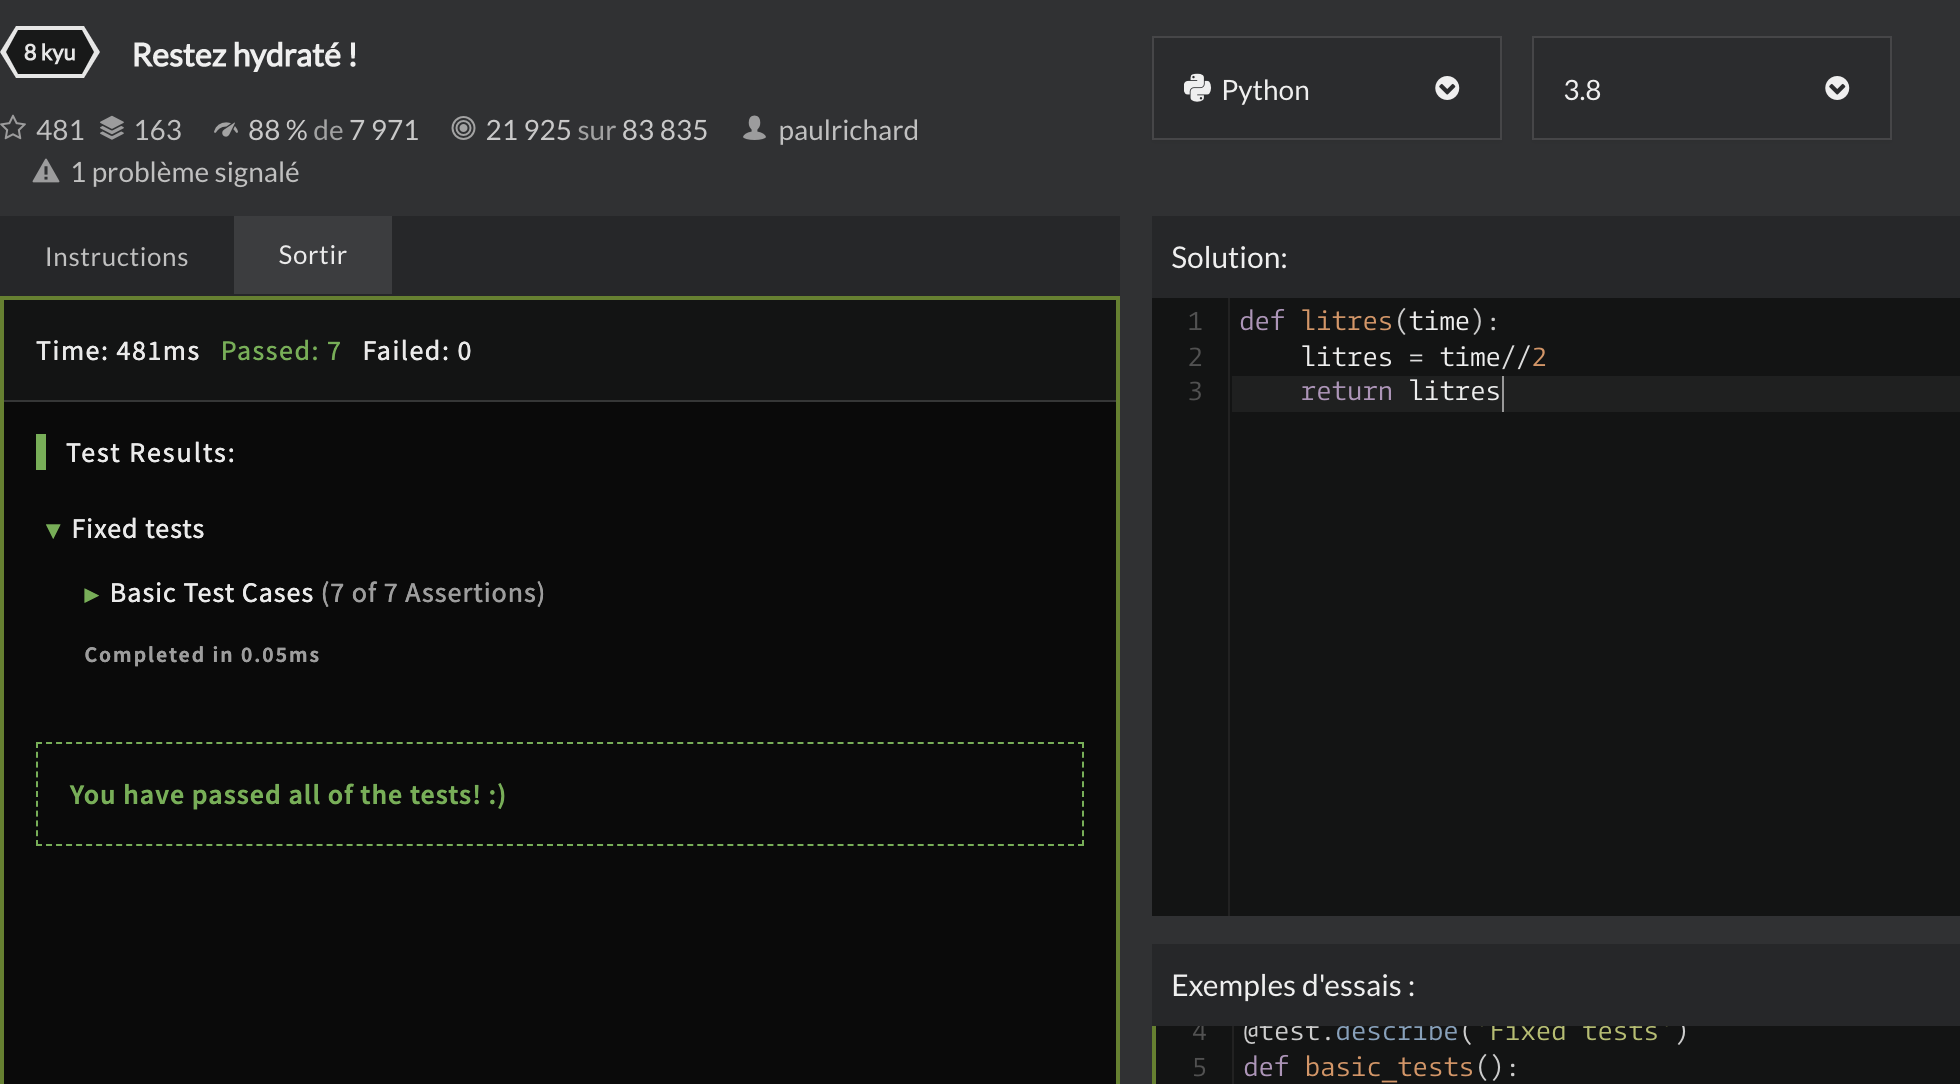 8 kyu Restez hydraté !
481 163 88 % de 7 971 21 925 sur 83 835 paulrichard
1 problème signalé
Python
3.8
Instructions Sortir
Time: 481ms Passed: 7 Failed: 0
Test Results:
Fixed tests
Basic Test Cases (7 of 7 Assertions)
Completed in 0.05ms
You have passed all of the tests! :)
Solution:
1 def litres(time):
2     litres = time//2
3     return litres
Exemples d'essais :
4 @test.describe('Fixed tests')
5 def basic_tests():